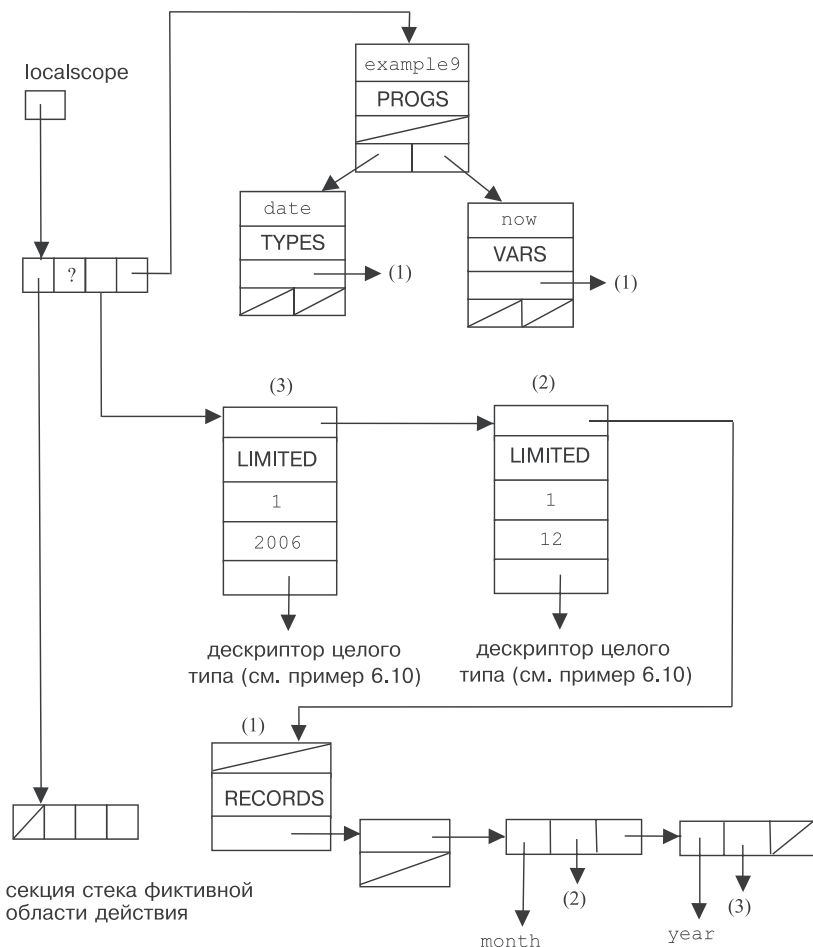 localscope
example9
PROGS
date
TYPES
(1)
now
VARS
(1)
?
(3)
LIMITED
1
2006
дескриптор целого
типа (см. пример 6.10)
(2)
LIMITED
1
12
дескриптор целого
типа (см. пример 6.10)
(1)
RECORDS
(2)
(3)
month
year
секция стека фиктивной
области действия